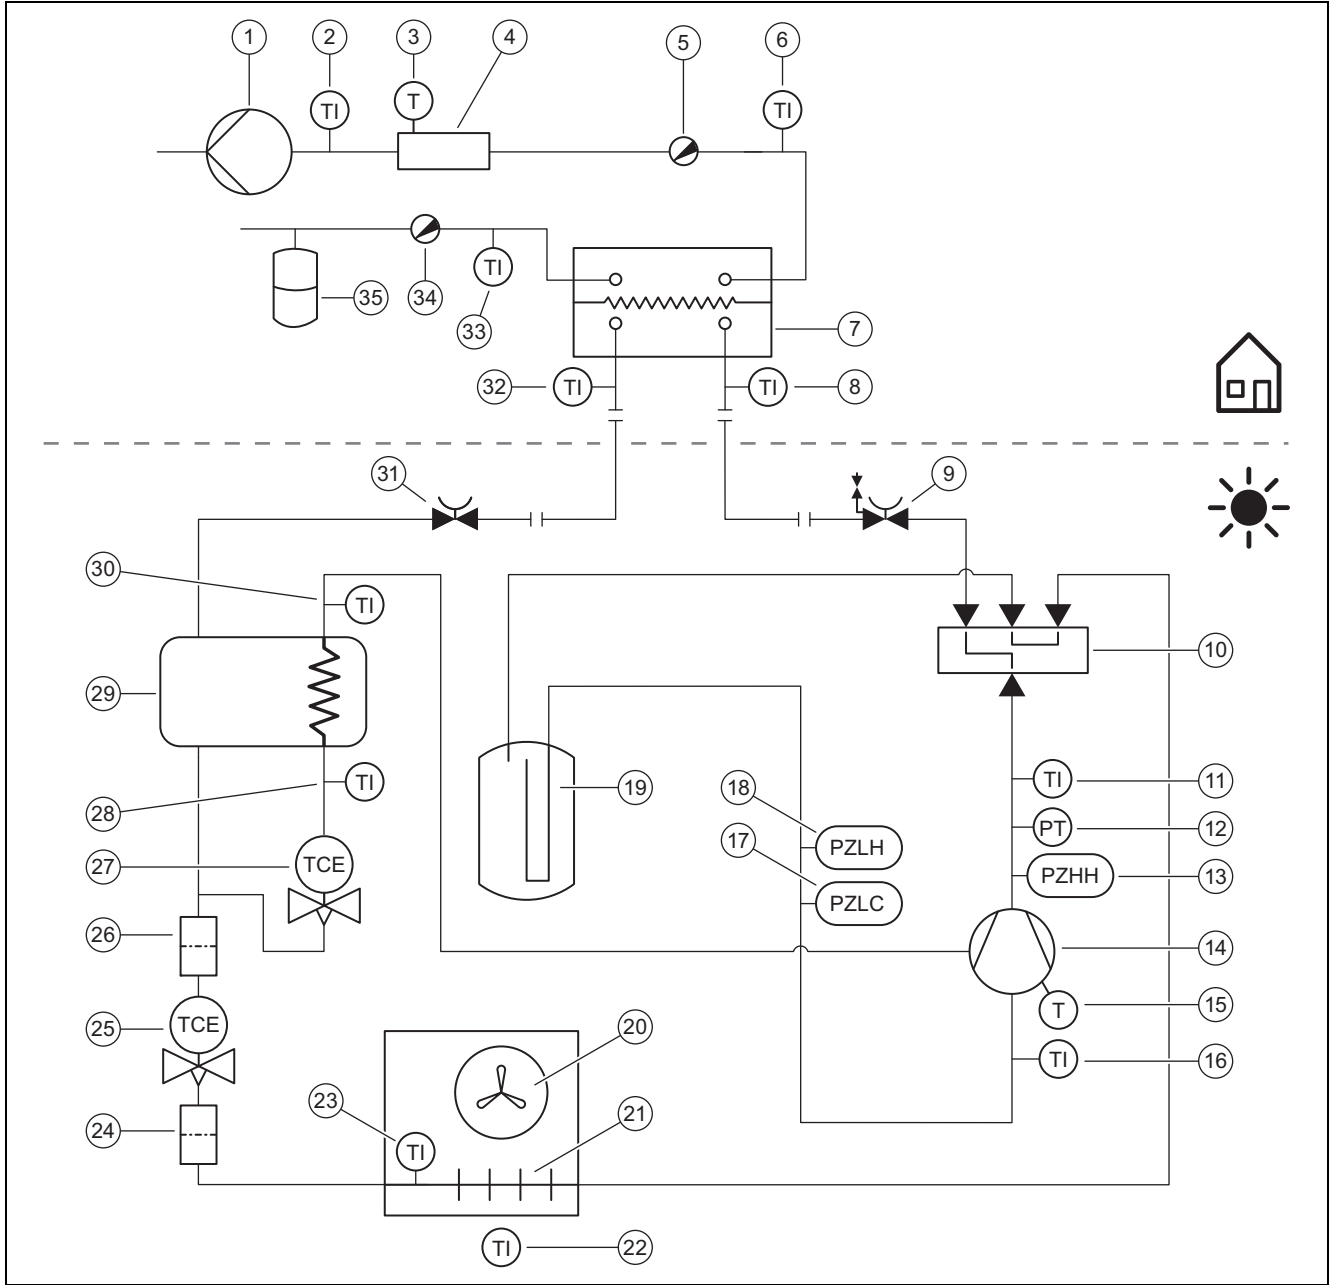 1 2 3 4 5 6
TI T TI
35 34 TI 33
7
32 TI TI 8
31 9
30 TI
29 10
28 TI 19 18 PZLH TI 11
PT 12
27 TCE 17 PZLC PZHH 13
26 14
25 TCE 20 T 15
TI 16
24 23 TI 21
TI 22